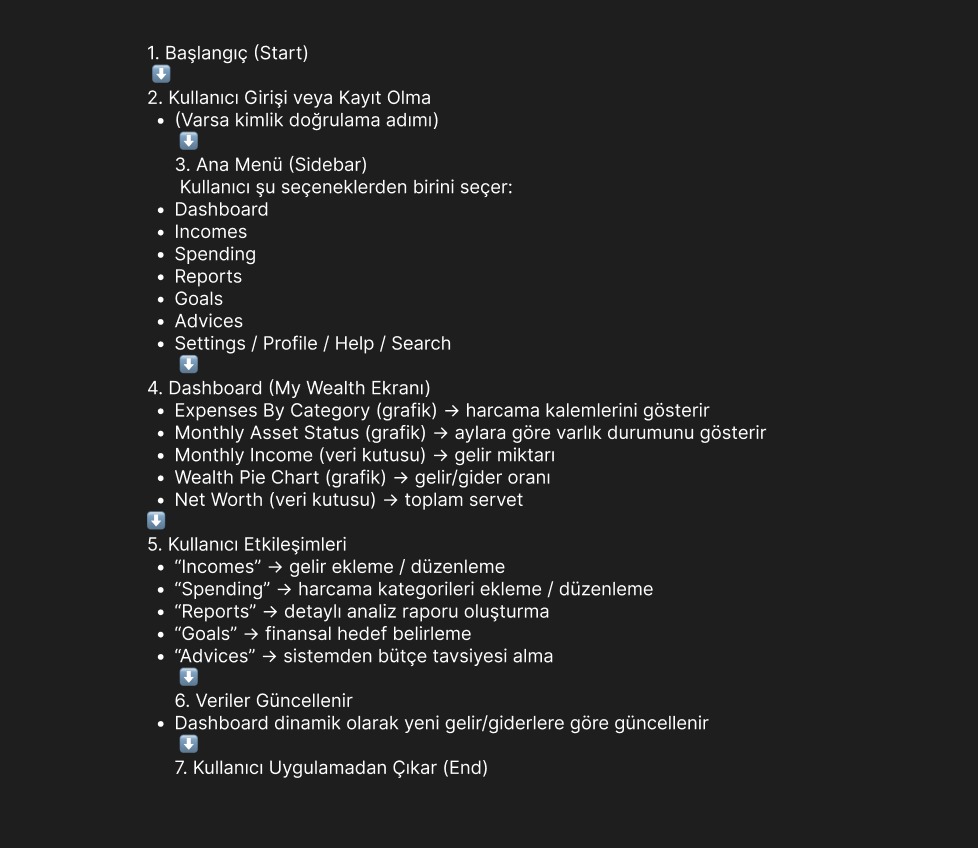 1. Başlangıç (Start)
⬇️
2. Kullanıcı Girişi veya Kayıt Olma
• (Varsa kimlik doğrulama adımı)
⬇️
3. Ana Menü (Sidebar)
Kullanıcı şu seçeneklerden birini seçer:
• Dashboard
• Incomes
• Spending
• Reports
• Goals
• Advices
• Settings / Profile / Help / Search
⬇️
4. Dashboard (My Wealth Ekranı)
• Expenses By Category (grafik) → harcama kalemlerini gösterir
• Monthly Asset Status (grafik) → aylara göre varlık durumunu gösterir
• Monthly Income (veri kutusu) → gelir miktarı
• Wealth Pie Chart (grafik) → gelir/gider oranı
• Net Worth (veri kutusu) → toplam servet
⬇️
5. Kullanıcı Etkileşimleri
• “Incomes” → gelir ekleme / düzenleme
• “Spending” → harcama kategorileri ekleme / düzenleme
• “Reports” → detaylı analiz raporu oluşturma
• “Goals” → finansal hedef belirleme
• “Advices” → sistemden bütçe tavsiyesi alma
⬇️
6. Veriler Güncellenir
• Dashboard dinamik olarak yeni gelir/giderlere göre güncellenir
⬇️
7. Kullanıcı Uygulamadan Çıkar (End)